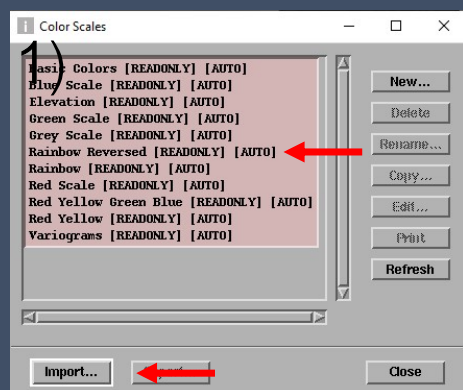 Color Scales
1)
Basic Colors [READONLY] [AUTO]
Blue Scale [READONLY] [AUTO]
Elevation [READONLY] [AUTO]
Green Scale [READONLY] [AUTO]
Grey Scale [READONLY] [AUTO]
Rainbow Reversed [READONLY] [AUTO]
Rainbow [READONLY] [AUTO]
Red Scale [READONLY] [AUTO]
Red Yellow Green Blue [READONLY] [AUTO]
Red Yellow [READONLY] [AUTO]
Variograms [READONLY] [AUTO]
New...
Delete
Rename...
Copy...
Edit...
Print
Refresh
Import...
Close